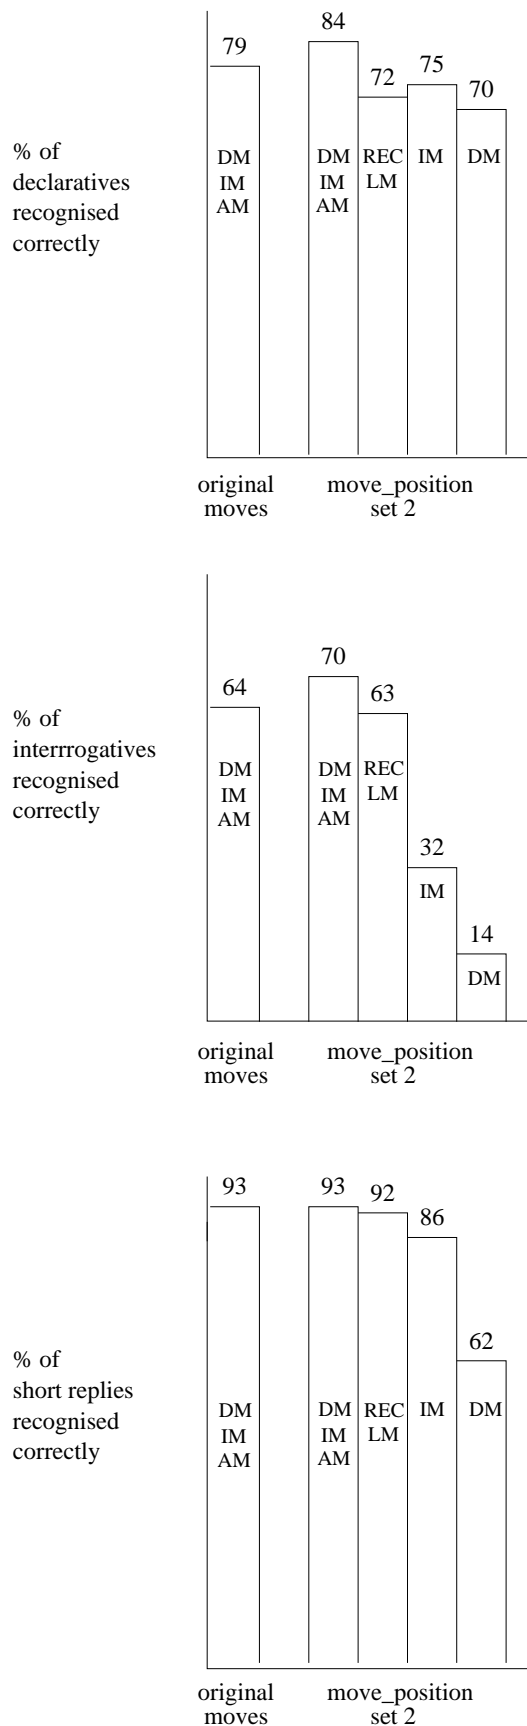 84
79
75
72
70
% of
declaratives
recognised
correctly
DM
IM
AM
DM
IM
AM
REC
LM
IM
DM
original
moves
move_position
set 2
70
64
63
% of
interrrogatives
recognised
correctly
DM
IM
AM
DM
IM
AM
REC
LM
32
IM
14
DM
original
moves
move_position
set 2
93
93
92
86
62
% of
short replies
recognised
correctly
DM
IM
AM
DM
IM
AM
REC
LM
IM
DM
original
moves
move_position
set 2